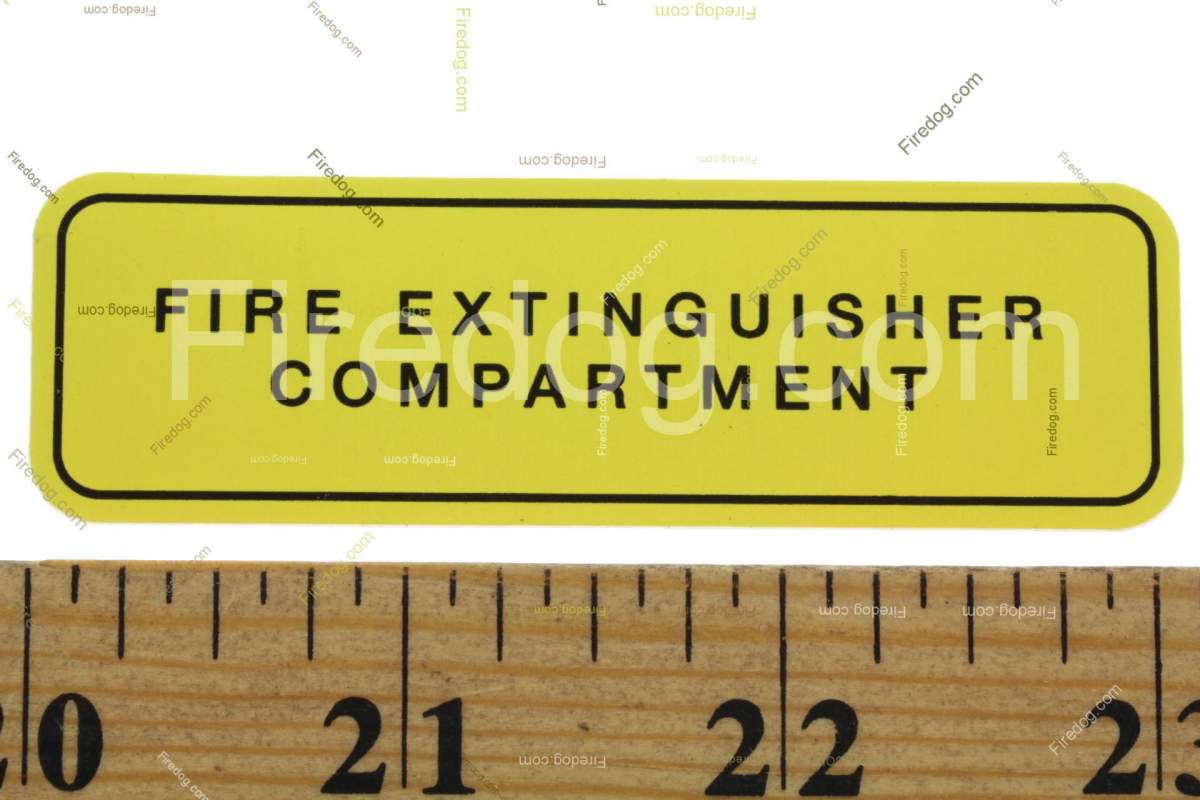 FIRE EXTINGUISHER
COMPARTMENT
Firedog.com
20 21 22 23